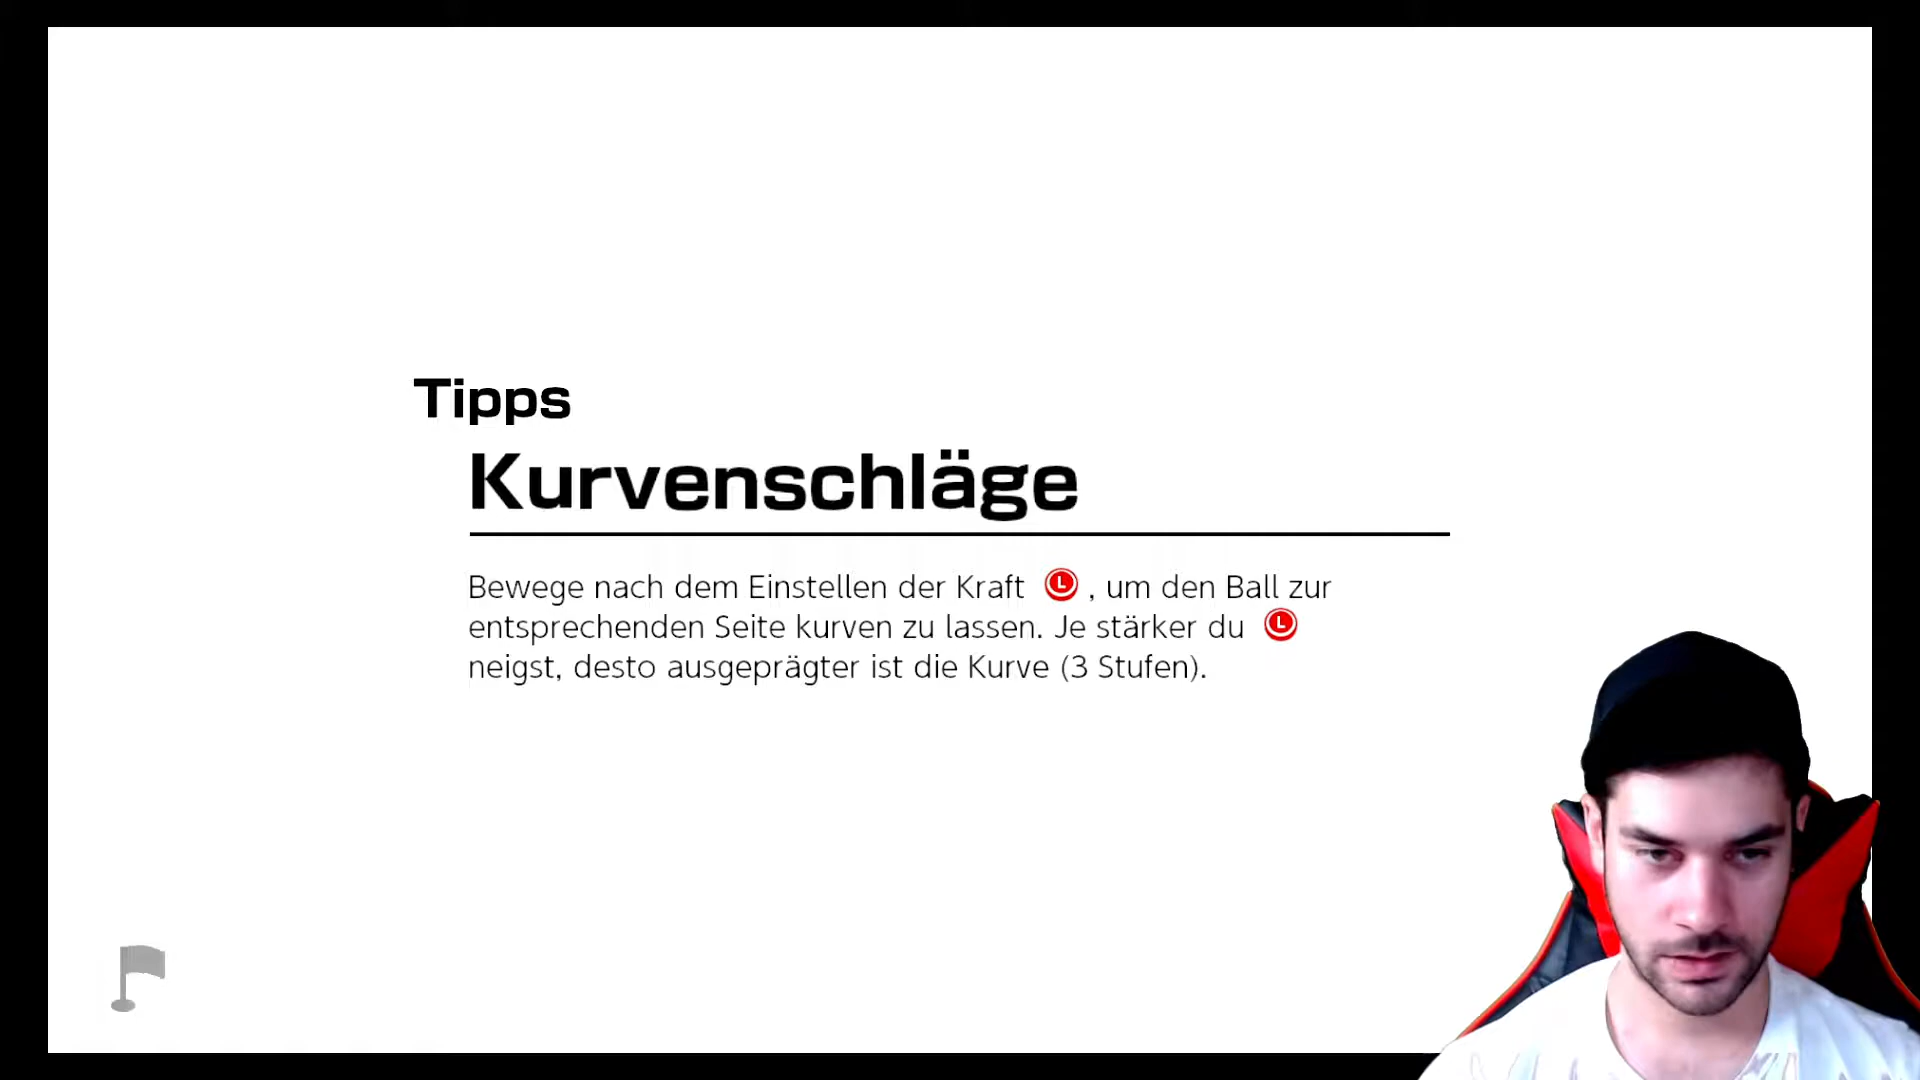 Tipps
Kurvenschläge
Bewege nach dem Einstellen der Kraft L , um den Ball zur
entsprechenden Seite kurven zu lassen. Je stärker du L
neigst, desto ausgeprägter ist die Kurve (3 Stufen).